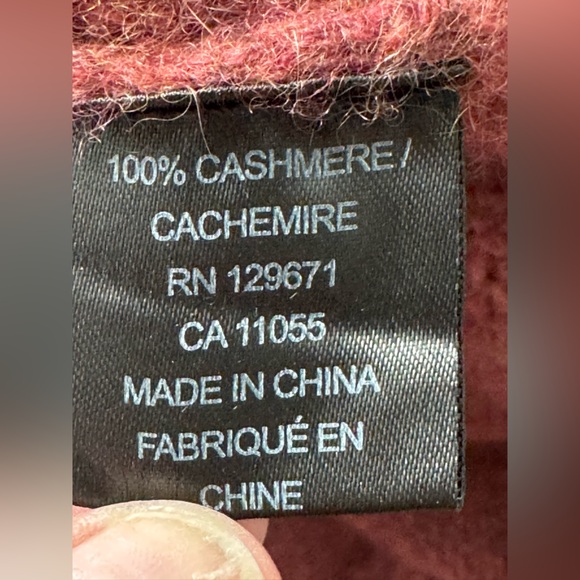 100% CASHMERE /
CACHEMIRE
RN 129671
CA 11055
MADE IN CHINA
FABRIQUÉ EN
CHINE